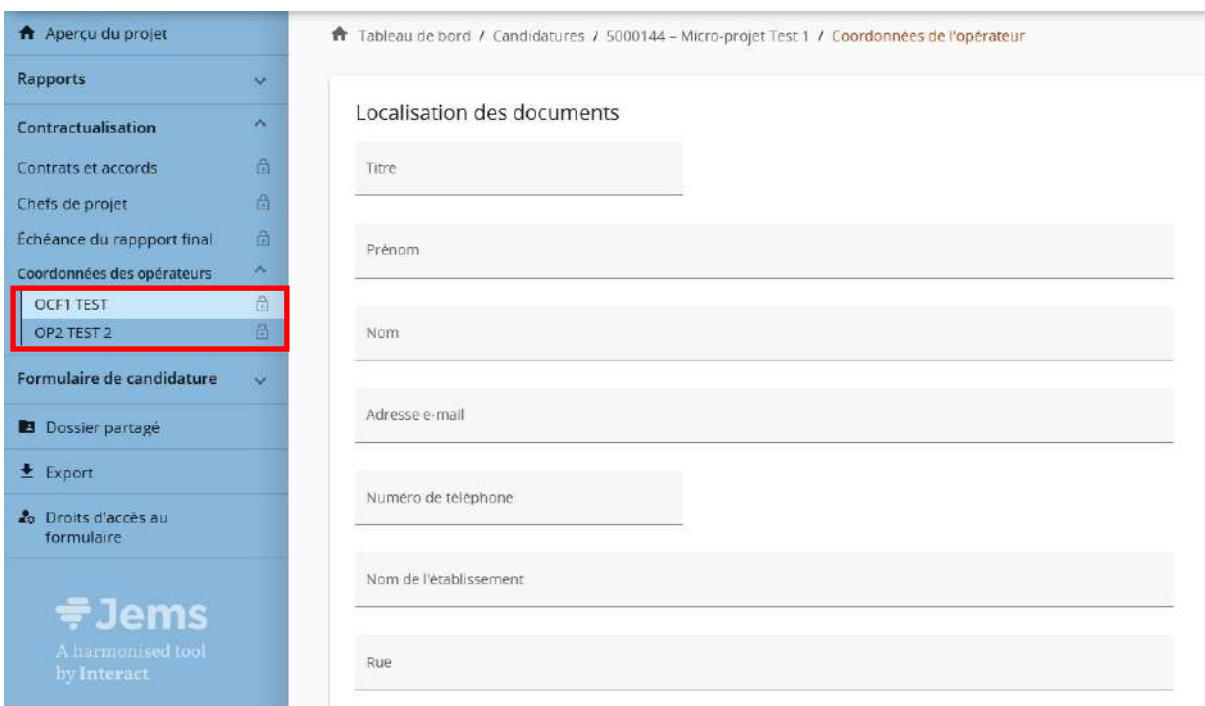 Aperçu du projet
Rapports
Contractualisation
Contrats et accords
Chefs de projet
Échéance du rappport final
Coordonnées des opérateurs
OCF1 TEST
OP2 TEST 2
Formulaire de candidature
Dossier partagé
Export
Droits d'accès au
formulaire
Jems
A harmonised tool
by Interact
Tableau de bord / Candidatures / 5000144 – Micro-projet Test 1 / Coordonnées de l'opérateur
Localisation des documents
Titre
Prénom
Nom
Adresse e-mail
Numéro de téléphone
Nom de l'établissement
Rue